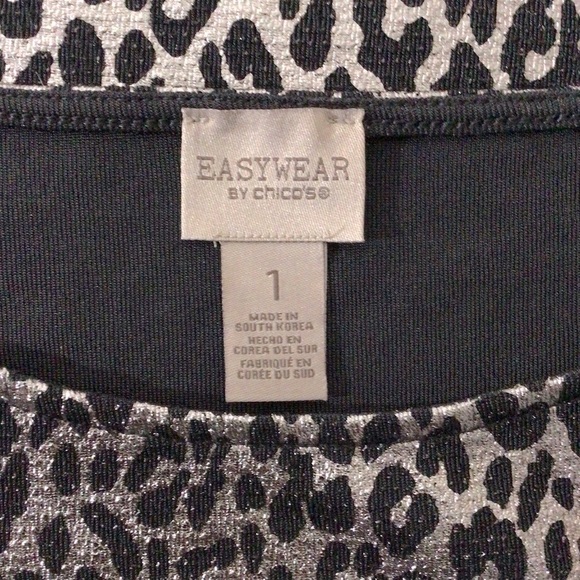 EASYWEAR
BY chico's®
1
MADE IN
SOUTH KOREA
HECHO EN
COREA DEL SUR
FABRIQUÉ EN
CORÉE DU SUD